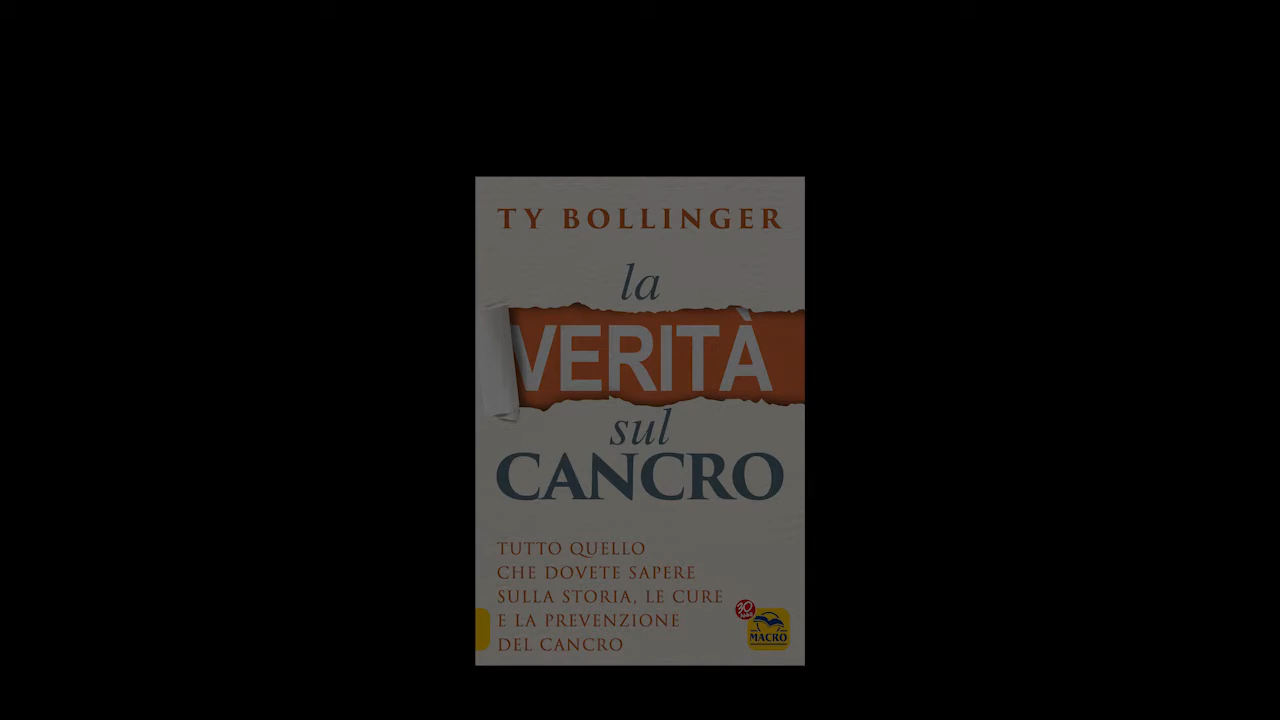 TY BOLLINGER
la
VERITÀ
sul
CANCRO
TUTTO QUELLO
CHE DOVETE SAPERE
SULLA STORIA, LE CURE
E LA PREVENZIONE
DEL CANCRO
30
MACRO